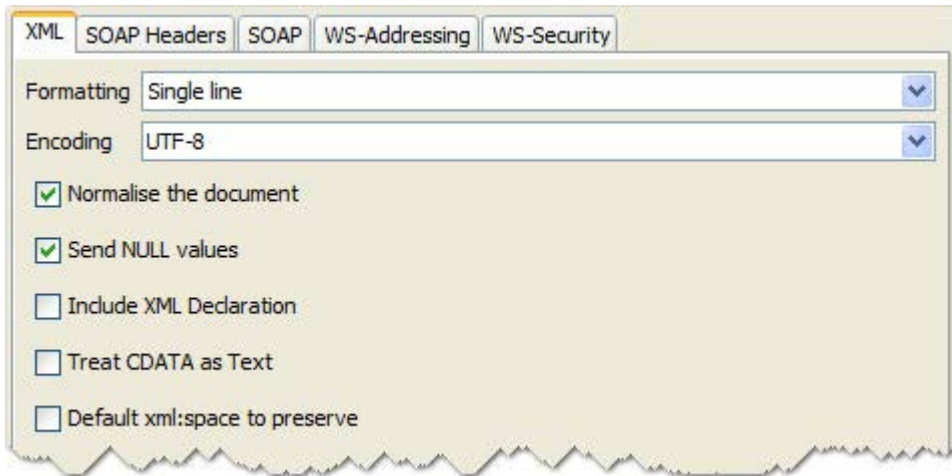 XML SOAP Headers SOAP WS-Addressing WS-Security
Formatting Single line
Encoding UTF-8
Normalise the document
Send NULL values
Include XML Declaration
Treat CDATA as Text
Default xml:space to preserve